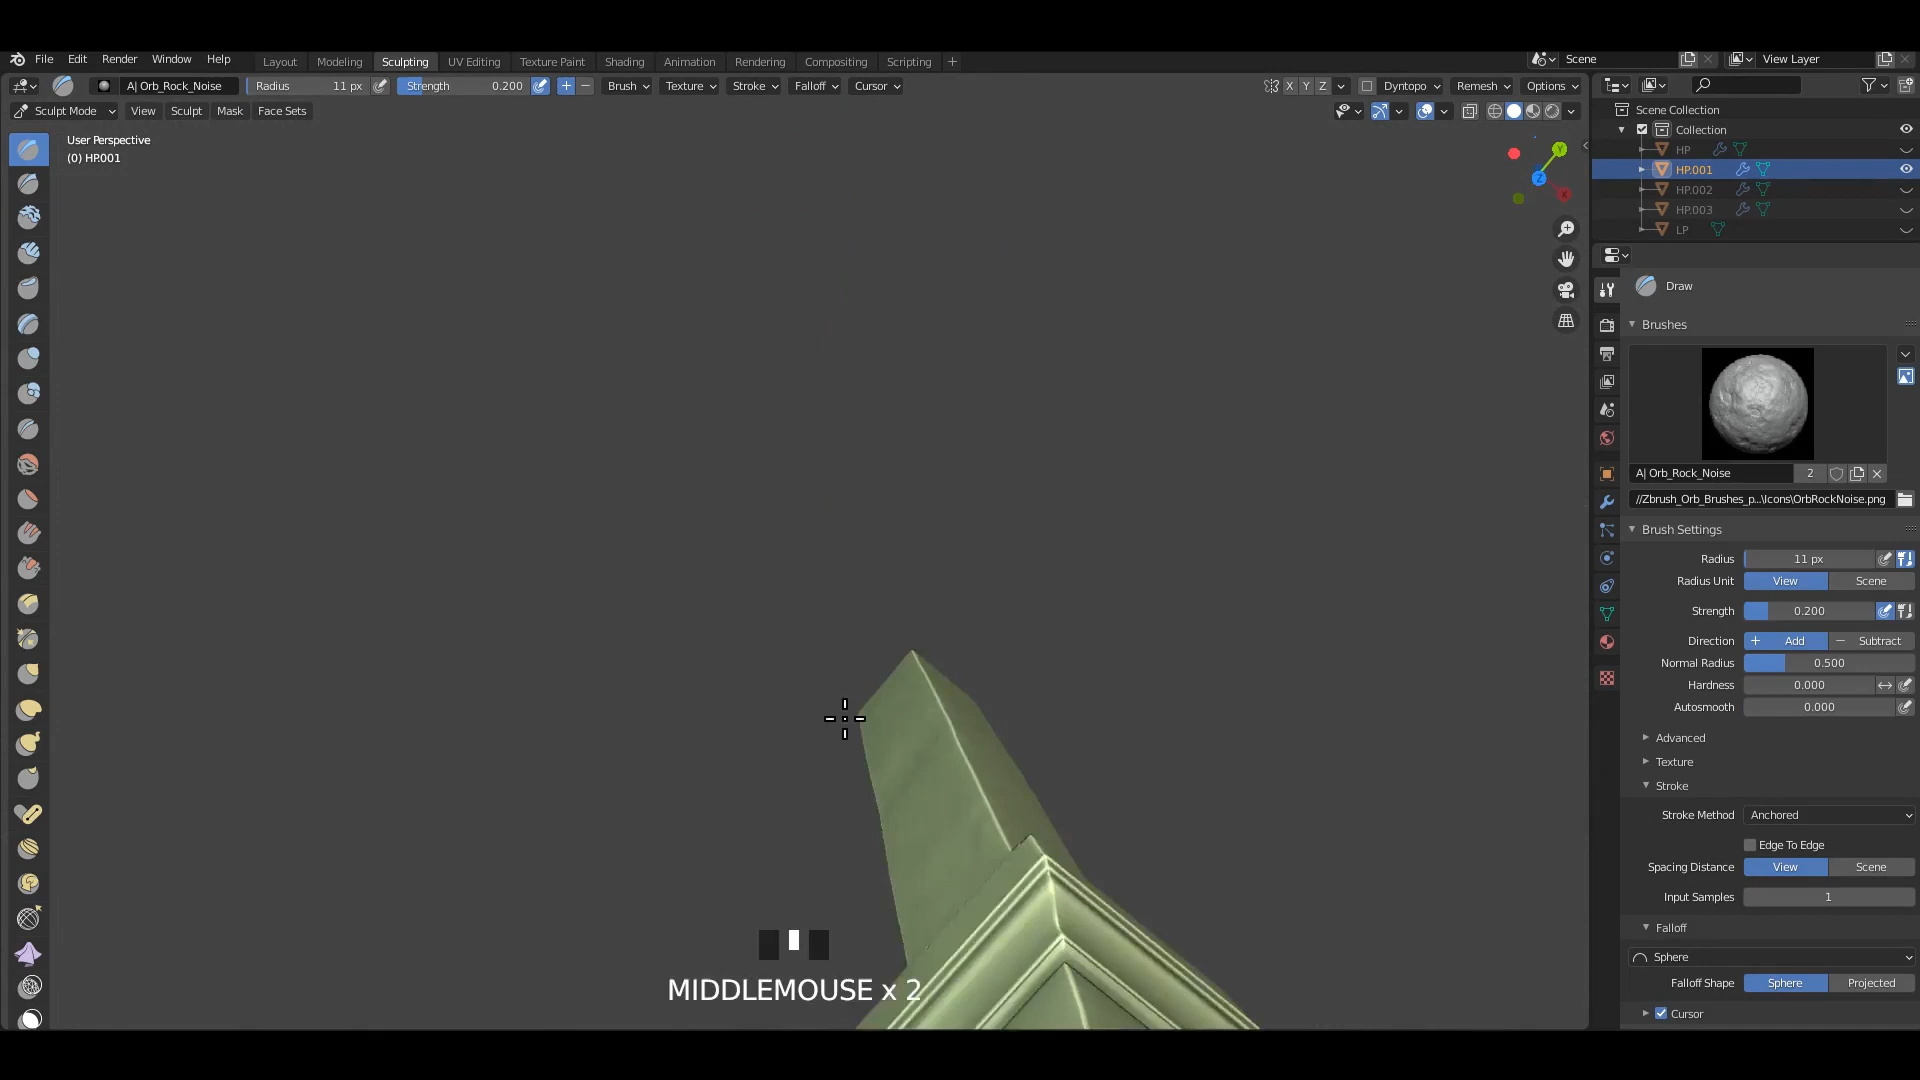 File Edit Render Window Help Layout Modeling Sculpting UV Editing Texture Paint Shading Animation Rendering Compositing Scripting + Scene View Layer
A| Orb_Rock_Noise Radius 11 px Strength 0.200 + − Brush Texture Stroke Falloff Cursor X Y Z Dyntopo Remesh Options
Sculpt Mode View Sculpt Mask Face Sets
User Perspective
(0) HP.001
Y
Z
X
Scene Collection
Collection
HP
HP.001
HP.002
HP.003
LP
Draw
Brushes
A| Orb_Rock_Noise 2
//Zbrush_Orb_Brushes_p...\Icons\OrbRockNoise.png
Brush Settings
Radius 11 px
Radius Unit View Scene
Strength 0.200
Direction + Add − Subtract
Normal Radius 0.500
Hardness 0.000
Autosmooth 0.000
Advanced
Texture
Stroke
Stroke Method Anchored
Edge To Edge
Spacing Distance View Scene
Input Samples 1
Falloff
Sphere
Falloff Shape Sphere Projected
Cursor
MIDDLEMOUSE x 2